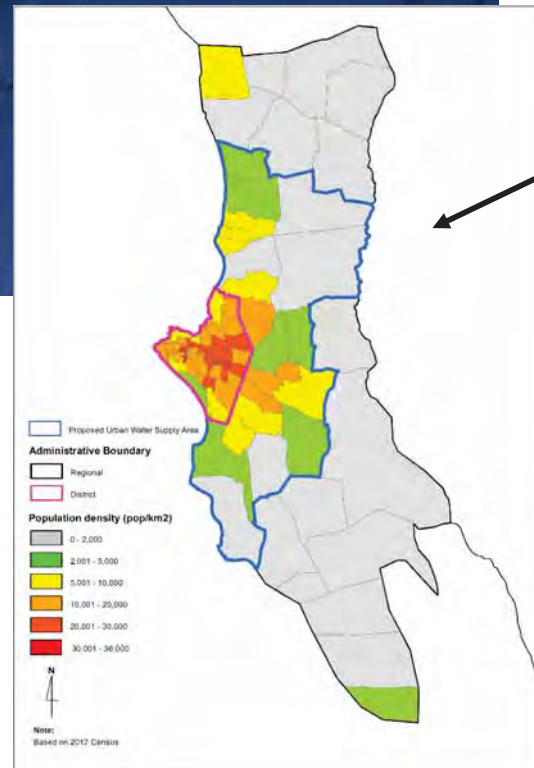 Proposed Urban Water Supply Area
Administrative Boundary
Regional
District
Population density (pop/km2)
0 - 2,000
2,001 - 5,000
5,001 - 10,000
10,001 - 20,000
20,001 - 30,000
30,001 - 36,000
N
Note:
Based on 2012 Census